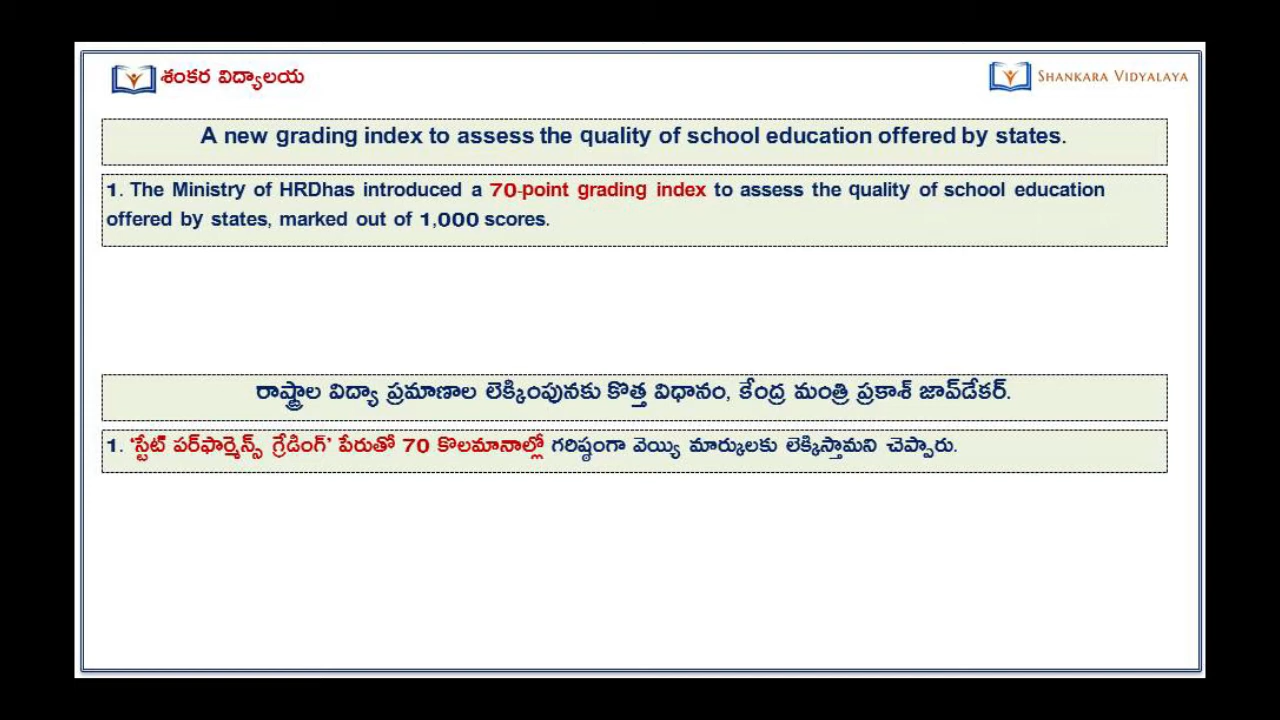 శంకర విద్యాలయ
SHANKARA VIDYALAYA
A new grading index to assess the quality of school education offered by states.
1. The Ministry of HRDhas introduced a 70-point grading index to assess the quality of school education
offered by states, marked out of 1,000 scores.
రాష్ట్రాల విద్యా ప్రమాణాల లెక్కింపునకు కొత్త విధానం, కేంద్ర మంత్రి ప్రకాశ్ జావ్‌డేకర్.
1. 'స్టేట్ పర్‌ఫార్మెన్స్ గ్రేడింగ్' పేరుతో 70 కొలమానాల్లో గరిష్ఠంగా వెయ్యి మార్కులకు లెక్కిస్తామని చెప్పారు.